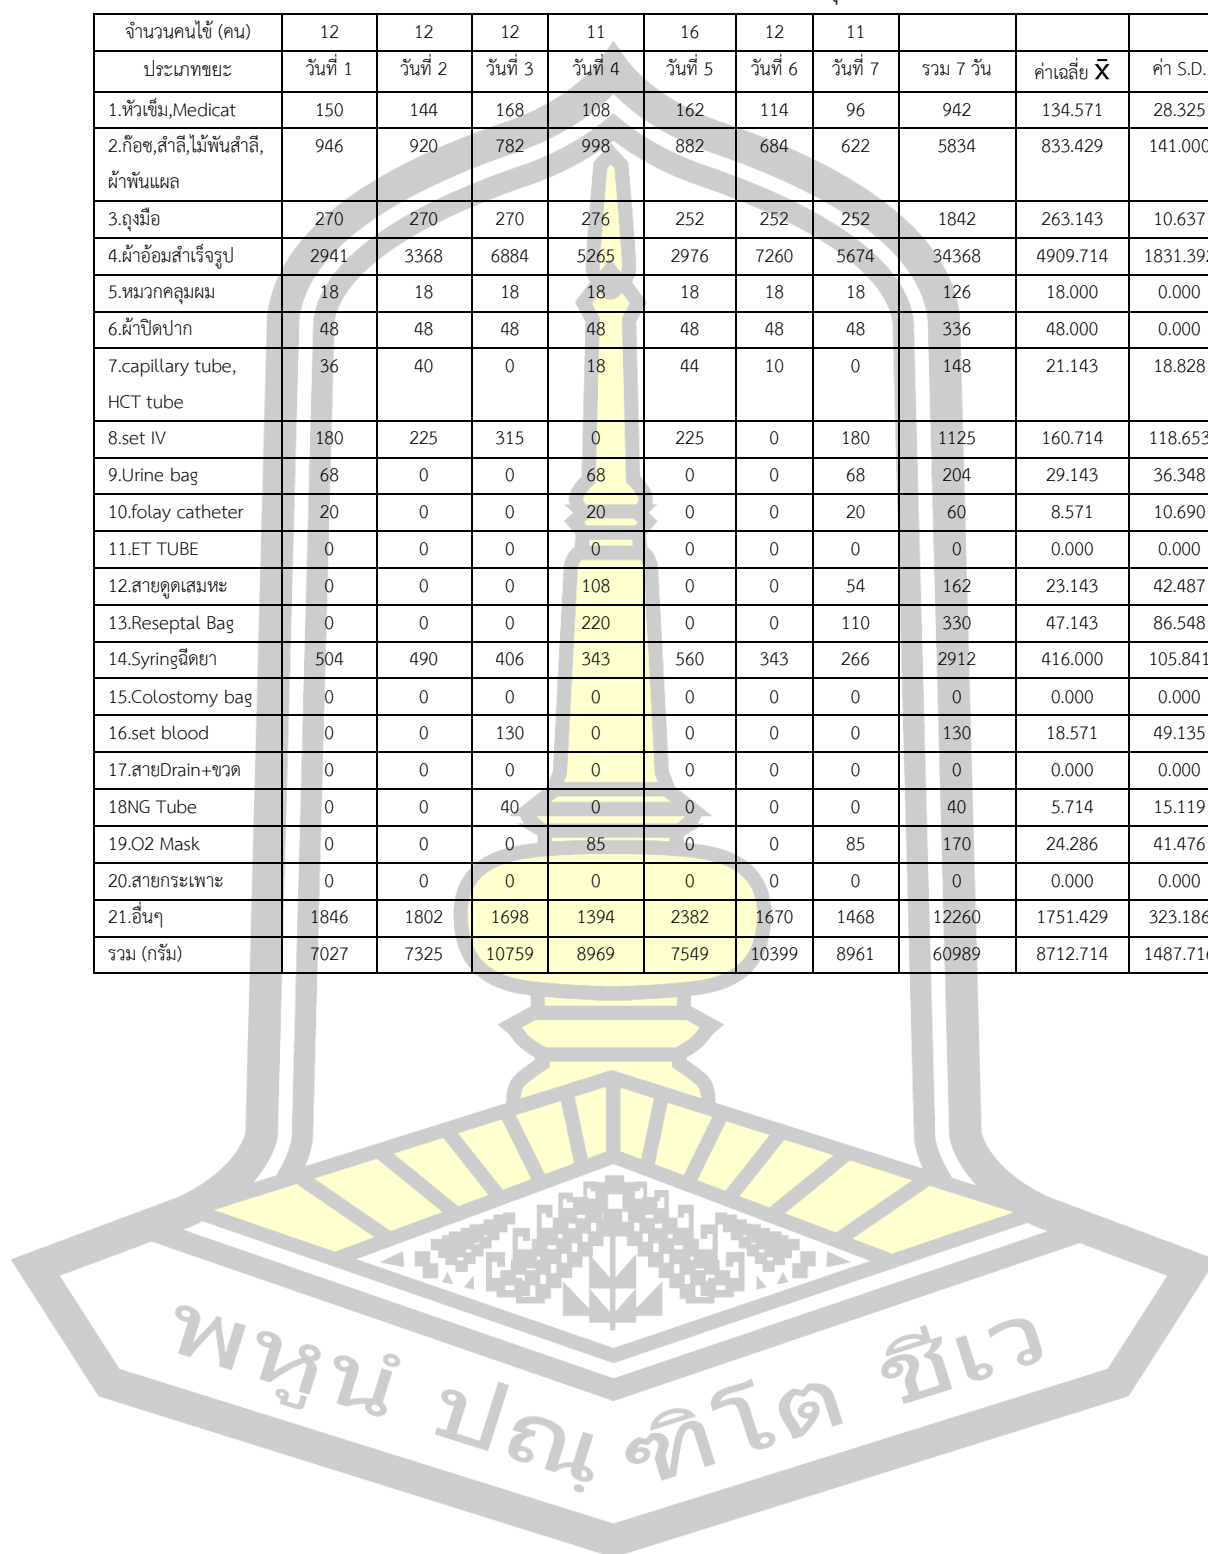 จำนวนคนไข้ (คน) 12 12 12 11 16 12 11
ประเภทขยะ วันที่ 1 วันที่ 2 วันที่ 3 วันที่ 4 วันที่ 5 วันที่ 6 วันที่ 7 รวม 7 วัน ค่าเฉลี่ย X̄ ค่า S.D.
1.หัวเข็ม,Medicat 150 144 168 108 162 114 96 942 134.571 28.325
2.ก๊อซ,สำลี,ไม้พันสำลี, 946 920 782 998 882 684 622 5834 833.429 141.000
ผ้าพันแผล
3.ถุงมือ 270 270 270 276 252 252 252 1842 263.143 10.637
4.ผ้าอ้อมสำเร็จรูป 2941 3368 6884 5265 2976 7260 5674 34368 4909.714 1831.392
5.หมวกคลุมผม 18 18 18 18 18 18 18 126 18.000 0.000
6.ผ้าปิดปาก 48 48 48 48 48 48 48 336 48.000 0.000
7.capillary tube, 36 40 0 18 44 10 0 148 21.143 18.828
HCT tube
8.set IV 180 225 315 0 225 0 180 1125 160.714 118.653
9.Urine bag 68 0 0 68 0 0 68 204 29.143 36.348
10.folay catheter 20 0 0 20 0 0 20 60 8.571 10.690
11.ET TUBE 0 0 0 0 0 0 0 0 0.000 0.000
12.สายดูดเสมหะ 0 0 0 108 0 0 54 162 23.143 42.487
13.Reseptal Bag 0 0 0 220 0 0 110 330 47.143 86.548
14.Syringฉีดยา 504 490 406 343 560 343 266 2912 416.000 105.841
15.Colostomy bag 0 0 0 0 0 0 0 0 0.000 0.000
16.set blood 0 0 130 0 0 0 0 130 18.571 49.135
17.สายDrain+ขวด 0 0 0 0 0 0 0 0 0.000 0.000
18NG Tube 0 0 40 0 0 0 0 40 5.714 15.119
19.O2 Mask 0 0 0 85 0 0 85 170 24.286 41.476
20.สายกระเพาะ 0 0 0 0 0 0 0 0 0.000 0.000
21.อื่นๆ 1846 1802 1698 1394 2382 1670 1468 12260 1751.429 323.186
รวม (กรัม) 7027 7325 10759 8969 7549 10399 8961 60989 8712.714 1487.716
พหูนํ ปณฺฑิโต ชีเว